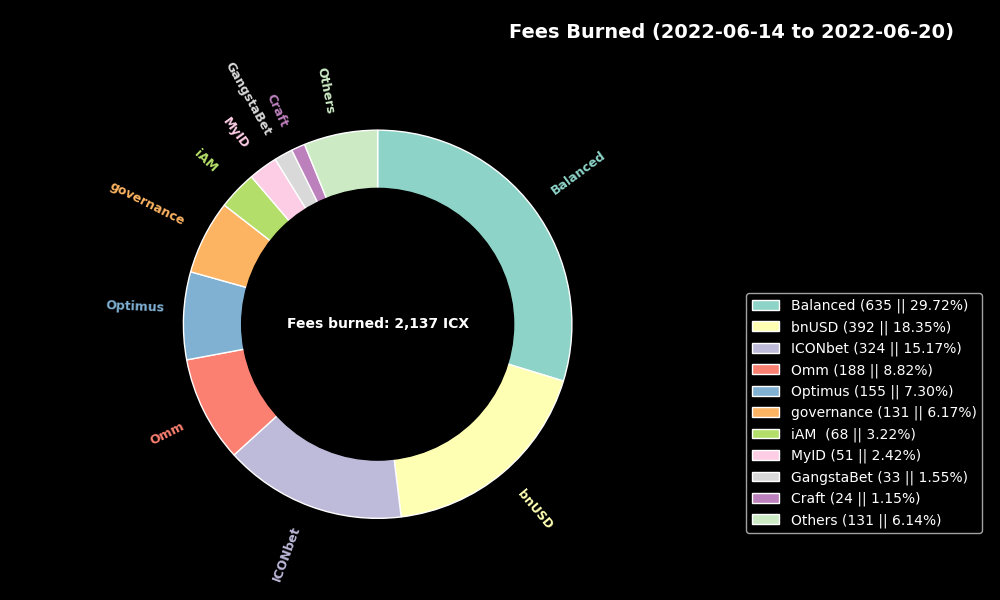 Fees Burned (2022-06-14 to 2022-06-20)
Others
Craft
GangstaBet
MyID
iAM
governance
Optimus
Omm
ICONbet
bnUSD
Balanced
Fees burned: 2,137 ICX
Balanced (635 || 29.72%)
bnUSD (392 || 18.35%)
ICONbet (324 || 15.17%)
Omm (188 || 8.82%)
Optimus (155 || 7.30%)
governance (131 || 6.17%)
iAM  (68 || 3.22%)
MyID (51 || 2.42%)
GangstaBet (33 || 1.55%)
Craft (24 || 1.15%)
Others (131 || 6.14%)